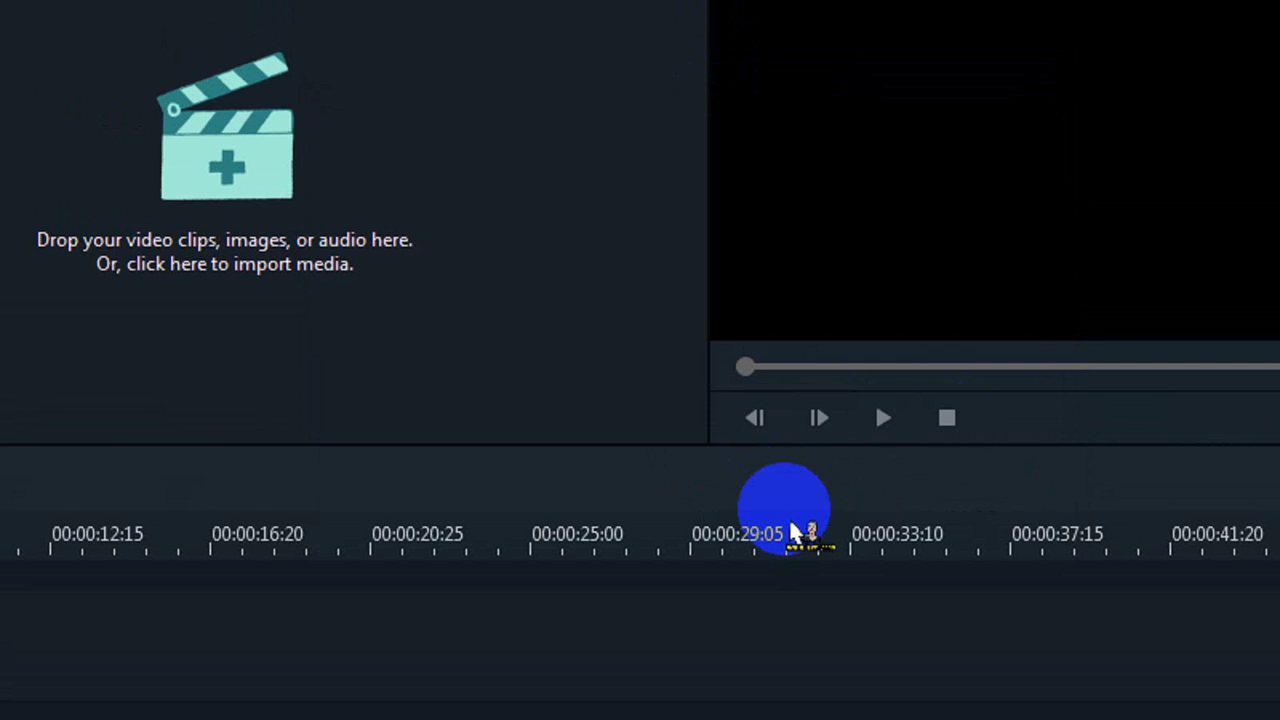 Drop your video clips, images, or audio here.
Or, click here to import media.
00:00:12:15 00:00:16:20 00:00:20:25 00:00:25:00 00:00:29:05 00:00:33:10 00:00:37:15 00:00:41:20